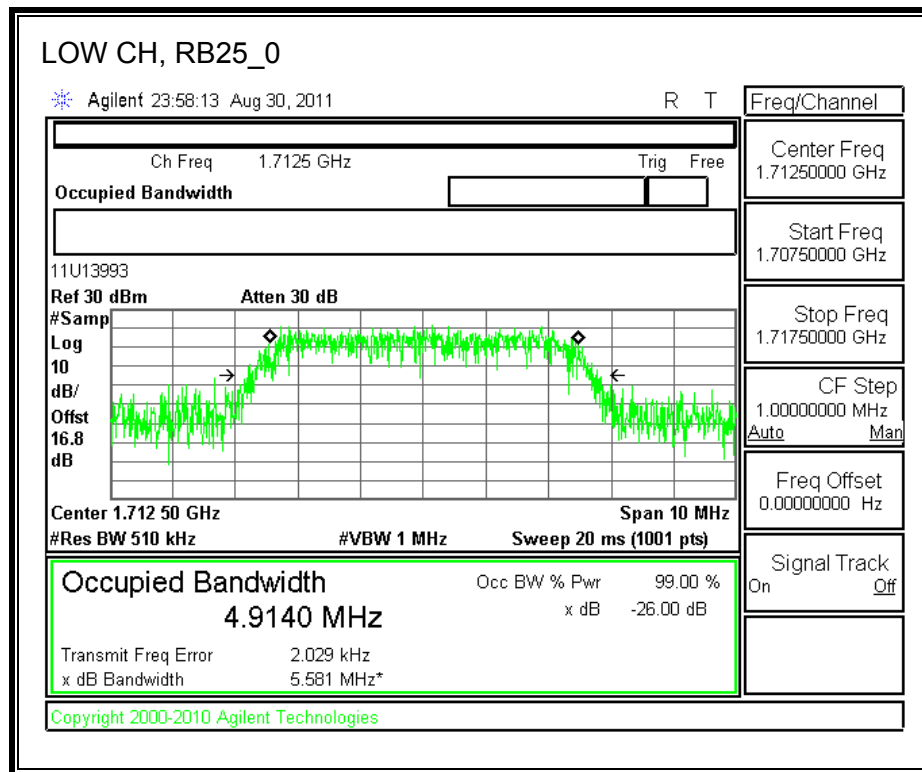 LOW CH, RB25_0
Agilent 23:58:13 Aug 30, 2011 R T
Freq/Channel
Ch Freq 1.7125 GHz Trig Free
Occupied Bandwidth
Center Freq
1.71250000 GHz
Start Freq
1.70750000 GHz
11U13993
Ref 30 dBm Atten 30 dB
#Samp
Log
10
dB/
Offst
16.8
dB
Stop Freq
1.71750000 GHz
CF Step
1.00000000 MHz
Auto Man
Freq Offset
0.00000000 Hz
Center 1.712 50 GHz Span 10 MHz
#Res BW 510 kHz #VBW 1 MHz Sweep 20 ms (1001 pts)
Signal Track
On Off
Occupied Bandwidth Occ BW % Pwr 99.00 %
4.9140 MHz x dB -26.00 dB
Transmit Freq Error 2.029 kHz
x dB Bandwidth 5.581 MHz*
Copyright 2000-2010 Agilent Technologies